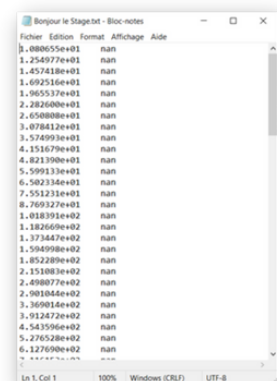 Bonjour le Stage.txt - Bloc-notes
Fichier Edition Format Affichage Aide
1.080655e+01 nan
1.254977e+01 nan
1.457418e+01 nan
1.692516e+01 nan
1.965537e+01 nan
2.282600e+01 nan
2.650808e+01 nan
3.078412e+01 nan
3.574993e+01 nan
4.151679e+01 nan
4.821390e+01 nan
5.599133e+01 nan
6.502334e+01 nan
7.551231e+01 nan
8.769327e+01 nan
1.018391e+02 nan
1.182669e+02 nan
1.373447e+02 nan
1.594998e+02 nan
1.852289e+02 nan
2.151083e+02 nan
2.498077e+02 nan
2.901044e+02 nan
3.369014e+02 nan
3.912472e+02 nan
4.543596e+02 nan
5.276528e+02 nan
6.127690e+02 nan
Ln 1, Col 1 100% Windows (CRLF) UTF-8